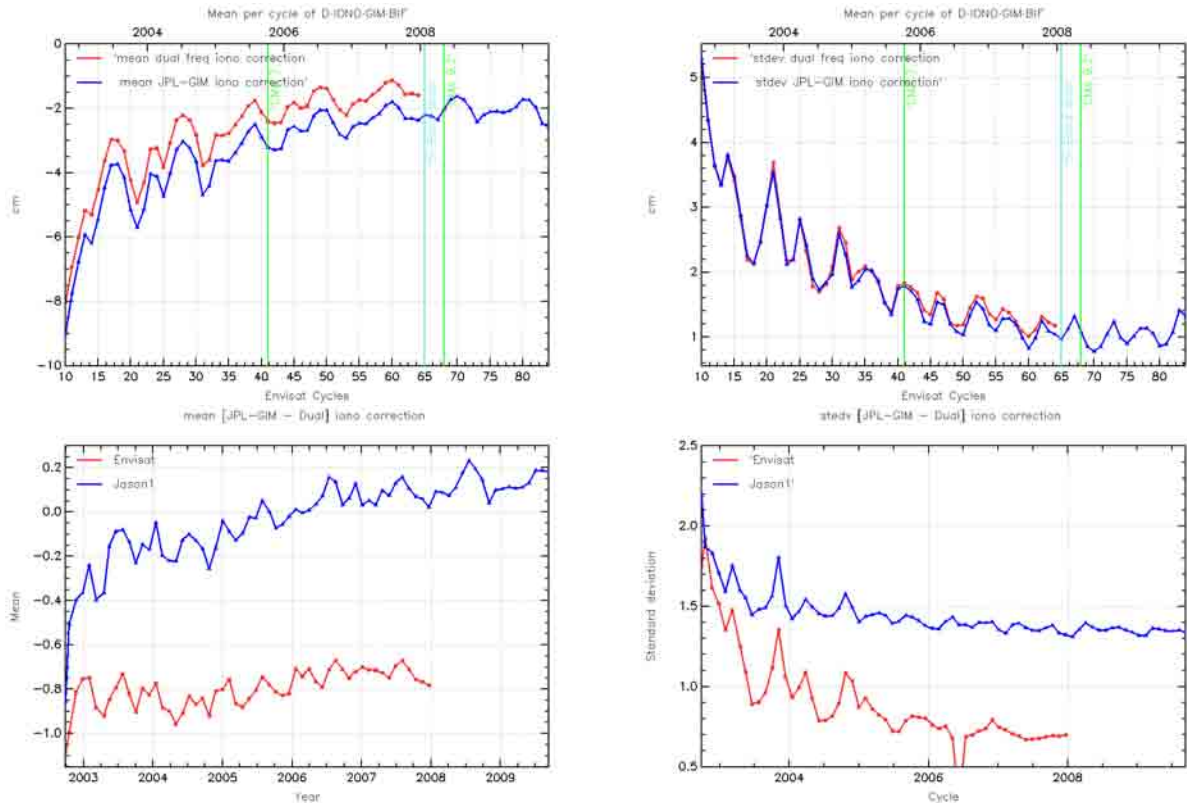 Mean per cycle of D-IONO-GIM-BIF
2004 2006 2008
0
-2
-4
-6
-8
-10
cm
'mean dual freq iono correction
'mean JPL-GIM iono correction'
10 15 20 25 30 35 40 45 50 55 60 65 70 75 80
Envisat Cycles
Mean per cycle of D-IONO-GIM-BIF
2004 2006 2008
5
4
3
2
1
cm
'stdev dual freq iono correction
'stdev JPL-GIM iono correction'
10 15 20 25 30 35 40 45 50 55 60 65 70 75 80
Envisat Cycles
mean [JPL-GIM - Dual] iono correction
0.2
0.0
-0.2
-0.4
-0.6
-0.8
-1.0
Mean
Envisat
Jason1
2003 2004 2005 2006 2007 2008 2009
Year
stedv [JPL-GIM - Dual] iono correction
2.5
2.0
1.5
1.0
0.5
Standard deviation
'Envisat
Jason1'
2004 2006 2008
Cycle